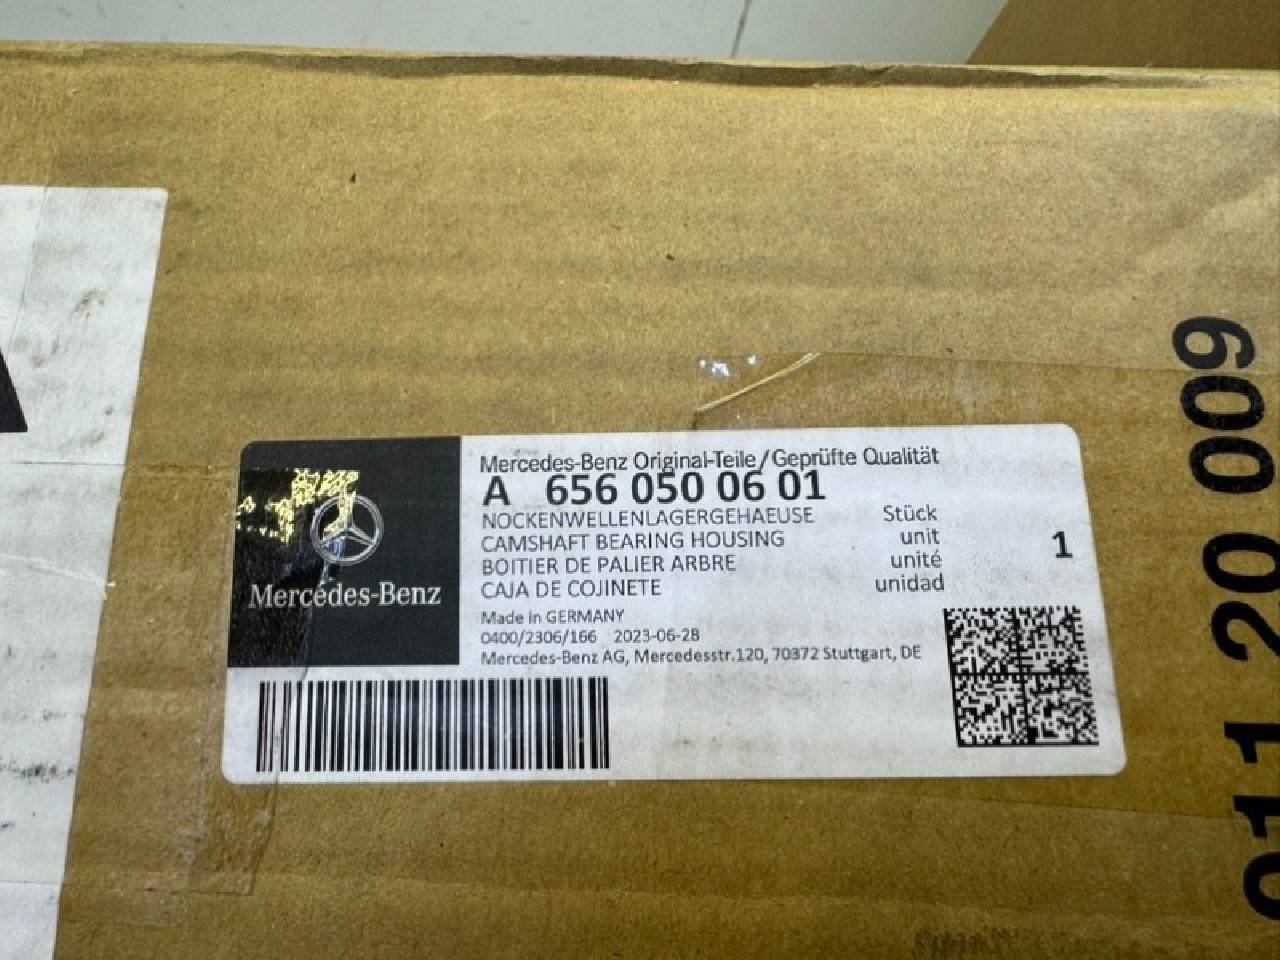 Mercedes-Benz
Mercedes-Benz Original-Teile/Geprüfte Qualität
A 656 050 06 01
NOCKENWELLENLAGERGEHAEUSE Stück
CAMSHAFT BEARING HOUSING unit
BOITIER DE PALIER ARBRE unité
CAJA DE COJINETE unidad
1
Made in GERMANY
0400/2306/166 2023-06-28
Mercedes-Benz AG, Mercedesstr.120, 70372 Stuttgart, DE
11 20 009